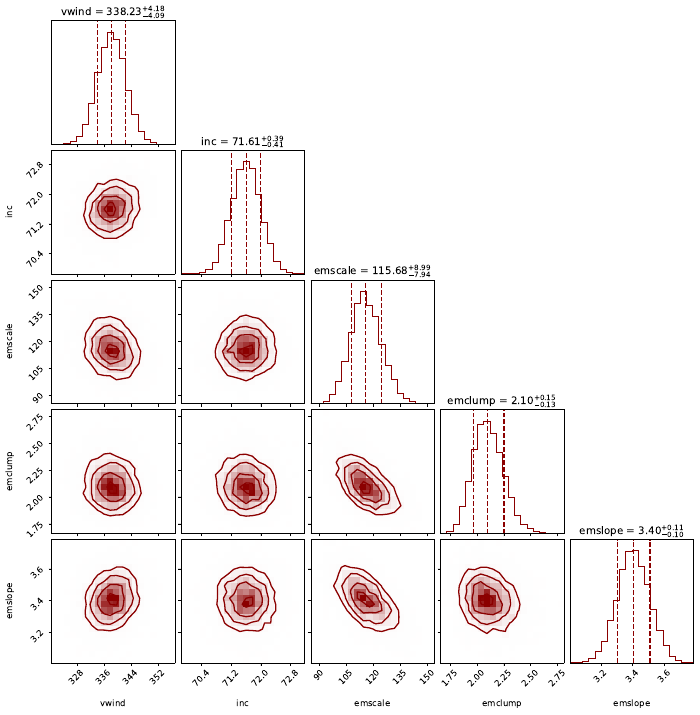 vwind = 338.23+4.18−4.09
inc = 71.61+0.39−0.41
72.8
72.0
71.2
70.4
inc
emscale = 115.68+8.99−7.94
150
135
120
105
90
emscale
emclump = 2.10+0.15−0.13
2.75
2.50
2.25
2.00
1.75
emclump
emslope = 3.40+0.11−0.10
3.6
3.4
3.2
emslope
328 336 344 352 70.4 71.2 72.0 72.8 90 105 120 135 150 1.75 2.00 2.25 2.50 2.75 3.2 3.4 3.6
vwind inc emscale emclump emslope